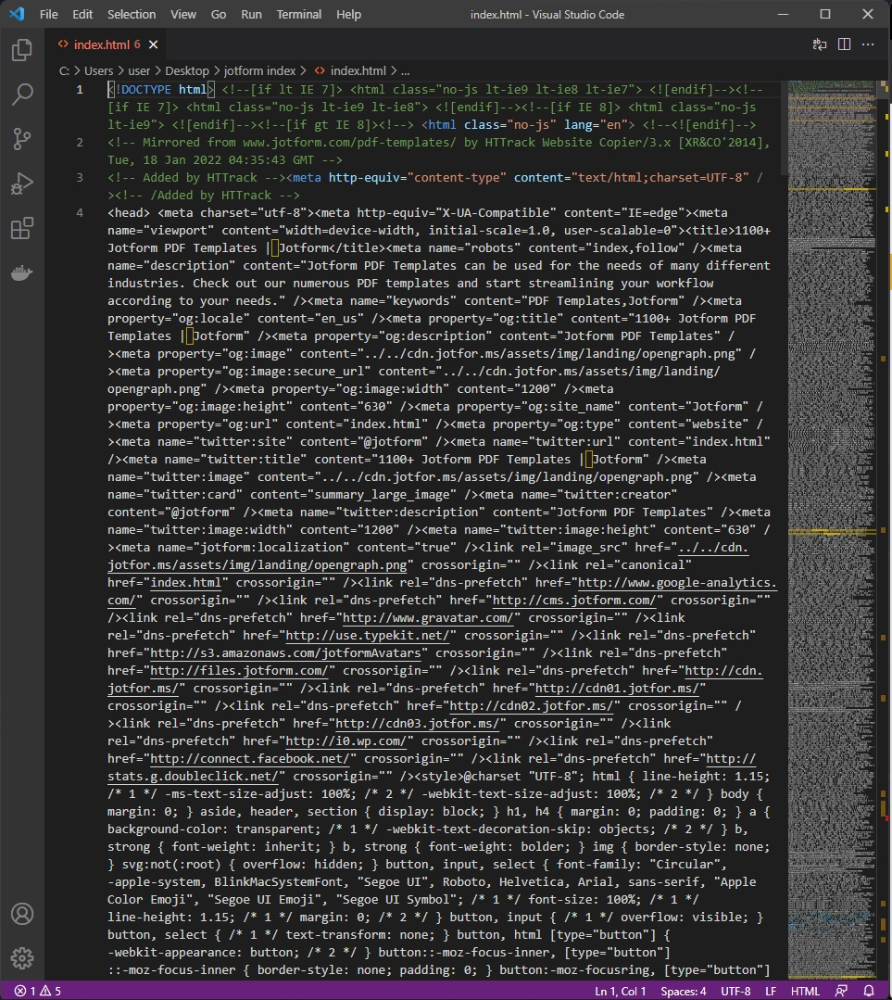 File Edit Selection View Go Run Terminal Help index.html - Visual Studio Code
index.html 6
C: > Users > user > Desktop > jotform index > index.html > ...
1 <!DOCTYPE html> <!--[if lt IE 7]> <html class="no-js lt-ie9 lt-ie8 lt-ie7"> <![endif]--><!--
[if IE 7]> <html class="no-js lt-ie9 lt-ie8"> <![endif]--><!--[if IE 8]> <html class="no-js
lt-ie9"> <![endif]--><!--[if gt IE 8]><!--> <html class="no-js" lang="en"> <!--<![endif]-->
2 <!-- Mirrored from www.jotform.com/pdf-templates/ by HTTrack Website Copier/3.x [XR&CO'2014],
Tue, 18 Jan 2022 04:35:43 GMT -->
3 <!-- Added by HTTrack --><meta http-equiv="content-type" content="text/html;charset=UTF-8" /
><!-- /Added by HTTrack -->
4 <head> <meta charset="utf-8"><meta http-equiv="X-UA-Compatible" content="IE=edge"><meta
name="viewport" content="width=device-width, initial-scale=1.0, user-scalable=0"><title>1100+
Jotform PDF Templates | Jotform</title><meta name="robots" content="index,follow" /><meta
name="description" content="Jotform PDF Templates can be used for the needs of many different
industries. Check out our numerous PDF templates and start streamlining your workflow
according to your needs." /><meta name="keywords" content="PDF Templates,Jotform" /><meta
property="og:locale" content="en_us" /><meta property="og:title" content="1100+ Jotform PDF
Templates | Jotform" /><meta property="og:description" content="Jotform PDF Templates" /
><meta property="og:image" content="../../cdn.jotfor.ms/assets/img/landing/opengraph.png" /
><meta property="og:image:secure_url" content="../../cdn.jotfor.ms/assets/img/landing/
opengraph.png" /><meta property="og:image:width" content="1200" /><meta
property="og:image:height" content="630" /><meta property="og:site_name" content="Jotform" /
><meta property="og:url" content="index.html" /><meta property="og:type" content="website" /
><meta name="twitter:site" content="@jotform" /><meta name="twitter:url" content="index.html"
/><meta name="twitter:title" content="1100+ Jotform PDF Templates | Jotform" /><meta
name="twitter:image" content="../../cdn.jotfor.ms/assets/img/landing/opengraph.png" /><meta
name="twitter:card" content="summary_large_image" /><meta name="twitter:creator"
content="@jotform" /><meta name="twitter:description" content="Jotform PDF Templates" /><meta
name="twitter:image:width" content="1200" /><meta name="twitter:image:height" content="630" /
><meta name="jotform:localization" content="true" /><link rel="image_src" href="../../cdn.
jotfor.ms/assets/img/landing/opengraph.png" crossorigin="" /><link rel="canonical"
href="index.html" crossorigin="" /><link rel="dns-prefetch" href="http://www.google-analytics.
com/" crossorigin="" /><link rel="dns-prefetch" href="http://cms.jotform.com/" crossorigin=""
/><link rel="dns-prefetch" href="http://www.gravatar.com/" crossorigin="" /><link
rel="dns-prefetch" href="http://use.typekit.net/" crossorigin="" /><link rel="dns-prefetch"
href="http://s3.amazonaws.com/jotformAvatars" crossorigin="" /><link rel="dns-prefetch"
href="http://files.jotform.com/" crossorigin="" /><link rel="dns-prefetch" href="http://cdn.
jotfor.ms/" crossorigin="" /><link rel="dns-prefetch" href="http://cdn01.jotfor.ms/"
crossorigin="" /><link rel="dns-prefetch" href="http://cdn02.jotfor.ms/" crossorigin="" /
><link rel="dns-prefetch" href="http://cdn03.jotfor.ms/" crossorigin="" /><link
rel="dns-prefetch" href="http://i0.wp.com/" crossorigin="" /><link rel="dns-prefetch"
href="http://connect.facebook.net/" crossorigin="" /><link rel="dns-prefetch" href="http://
stats.g.doubleclick.net/" crossorigin="" /><style>@charset "UTF-8"; html { line-height: 1.15;
/* 1 */ -ms-text-size-adjust: 100%; /* 2 */ -webkit-text-size-adjust: 100%; /* 2 */ } body {
margin: 0; } aside, header, section { display: block; } h1, h4 { margin: 0; padding: 0; } a {
background-color: transparent; /* 1 */ -webkit-text-decoration-skip: objects; /* 2 */ } b,
strong { font-weight: inherit; } b, strong { font-weight: bolder; } img { border-style: none;
} svg:not(:root) { overflow: hidden; } button, input, select { font-family: "Circular",
-apple-system, BlinkMacSystemFont, "Segoe UI", Roboto, Helvetica, Arial, sans-serif, "Apple
Color Emoji", "Segoe UI Emoji", "Segoe UI Symbol"; /* 1 */ font-size: 100%; /* 1 */
line-height: 1.15; /* 1 */ margin: 0; /* 2 */ } button, input { /* 1 */ overflow: visible; }
button, select { /* 1 */ text-transform: none; } button, html [type="button"] {
-webkit-appearance: button; /* 2 */ } button::-moz-focus-inner, [type="button"]
::-moz-focus-inner { border-style: none; padding: 0; } button:-moz-focusring, [type="button"]
1 5 Ln 1, Col 1 Spaces: 4 UTF-8 LF HTML